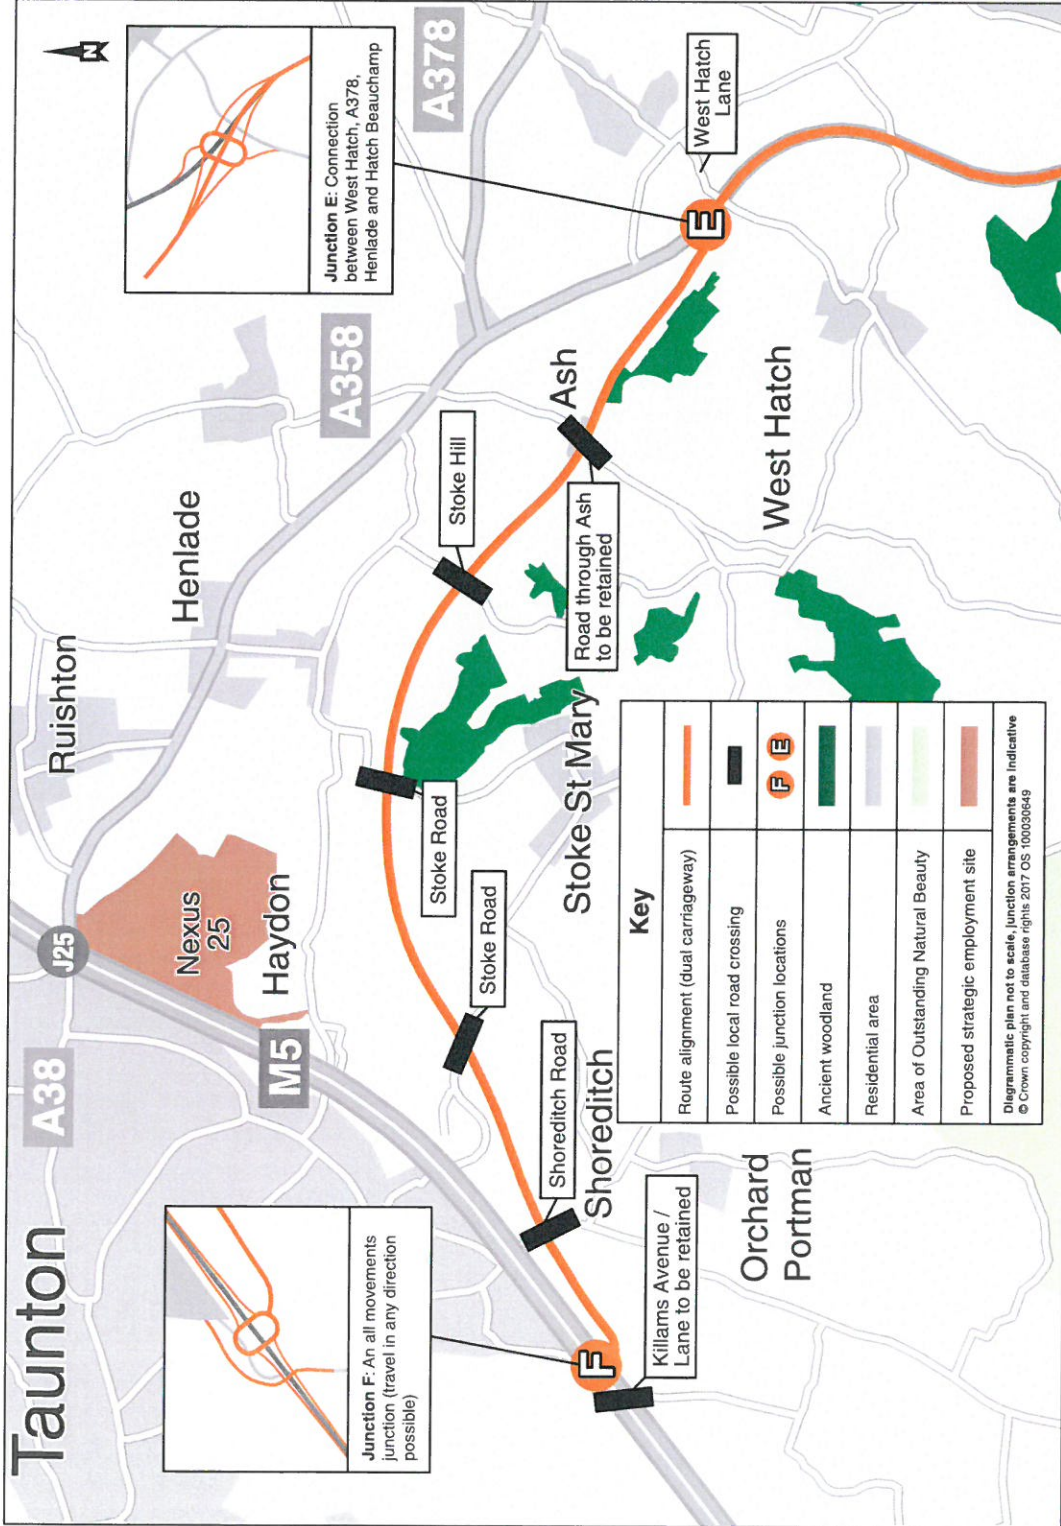 Taunton
A38
J25
Ruishton
Nexus
25
Haydon
M5
Henlade
A358
A378
N
Junction F: An all movements
junction (travel in any direction
possible)
Junction E: Connection
between West Hatch, A378,
Henlade and Hatch Beauchamp
F
Killams Avenue /
Lane to be retained
Shoreditch Road
Shoreditch
Stoke Road
Stoke Road
Stoke St Mary
Stoke Hill
Ash
Road through Ash
to be retained
E
West Hatch
Lane
West Hatch
Orchard
Portman
Key
Route alignment (dual carriageway)
Possible local road crossing
Possible junction locations
F E
Ancient woodland
Residential area
Area of Outstanding Natural Beauty
Proposed strategic employment site
Diagrammatic plan not to scale, junction arrangements are indicative
© Crown copyright and database rights 2017 OS 100030649